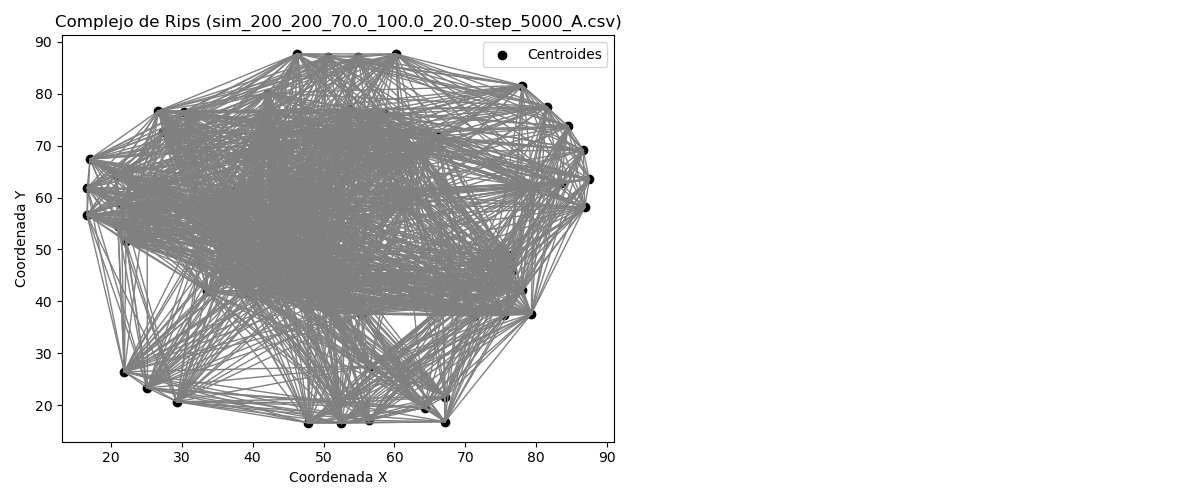 Complejo de Rips (sim_200_200_70.0_100.0_20.0-step_5000_A.csv)
Centroides
90
80
70
60
50
40
30
20
Coordenada Y
20 30 40 50 60 70 80 90
Coordenada X